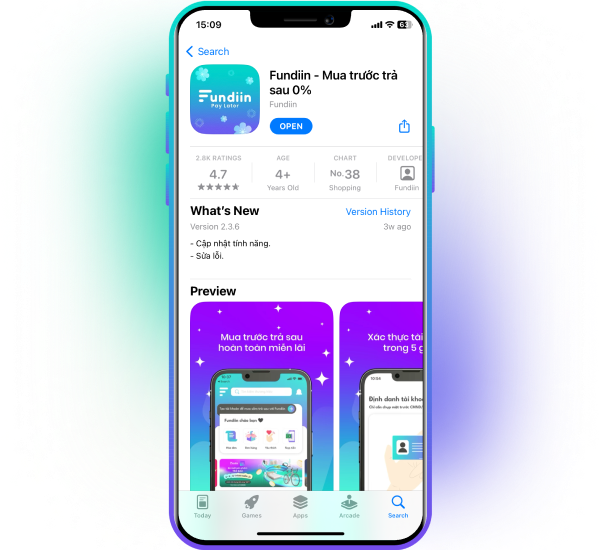 15:09
63
Search
Fundiin
Pay Later
Fundiin - Mua trước trả
sau 0%
Fundiin
OPEN
2.8K RATINGS
AGE
CHART
DEVELOPE
4.7
4+
No.38
Years Old
Shopping
Fundiin
What's New
Version History
Version 2.3.6
3w ago
- Cập nhật tính năng.
- Sửa lỗi.
Preview
Mua trước trả sau
hoàn toàn miễn lãi
Xác thực tài
trong 5 g
Fundiin chào bạn
Định danh tài kho
Today
Games
Apps
Arcade
Search